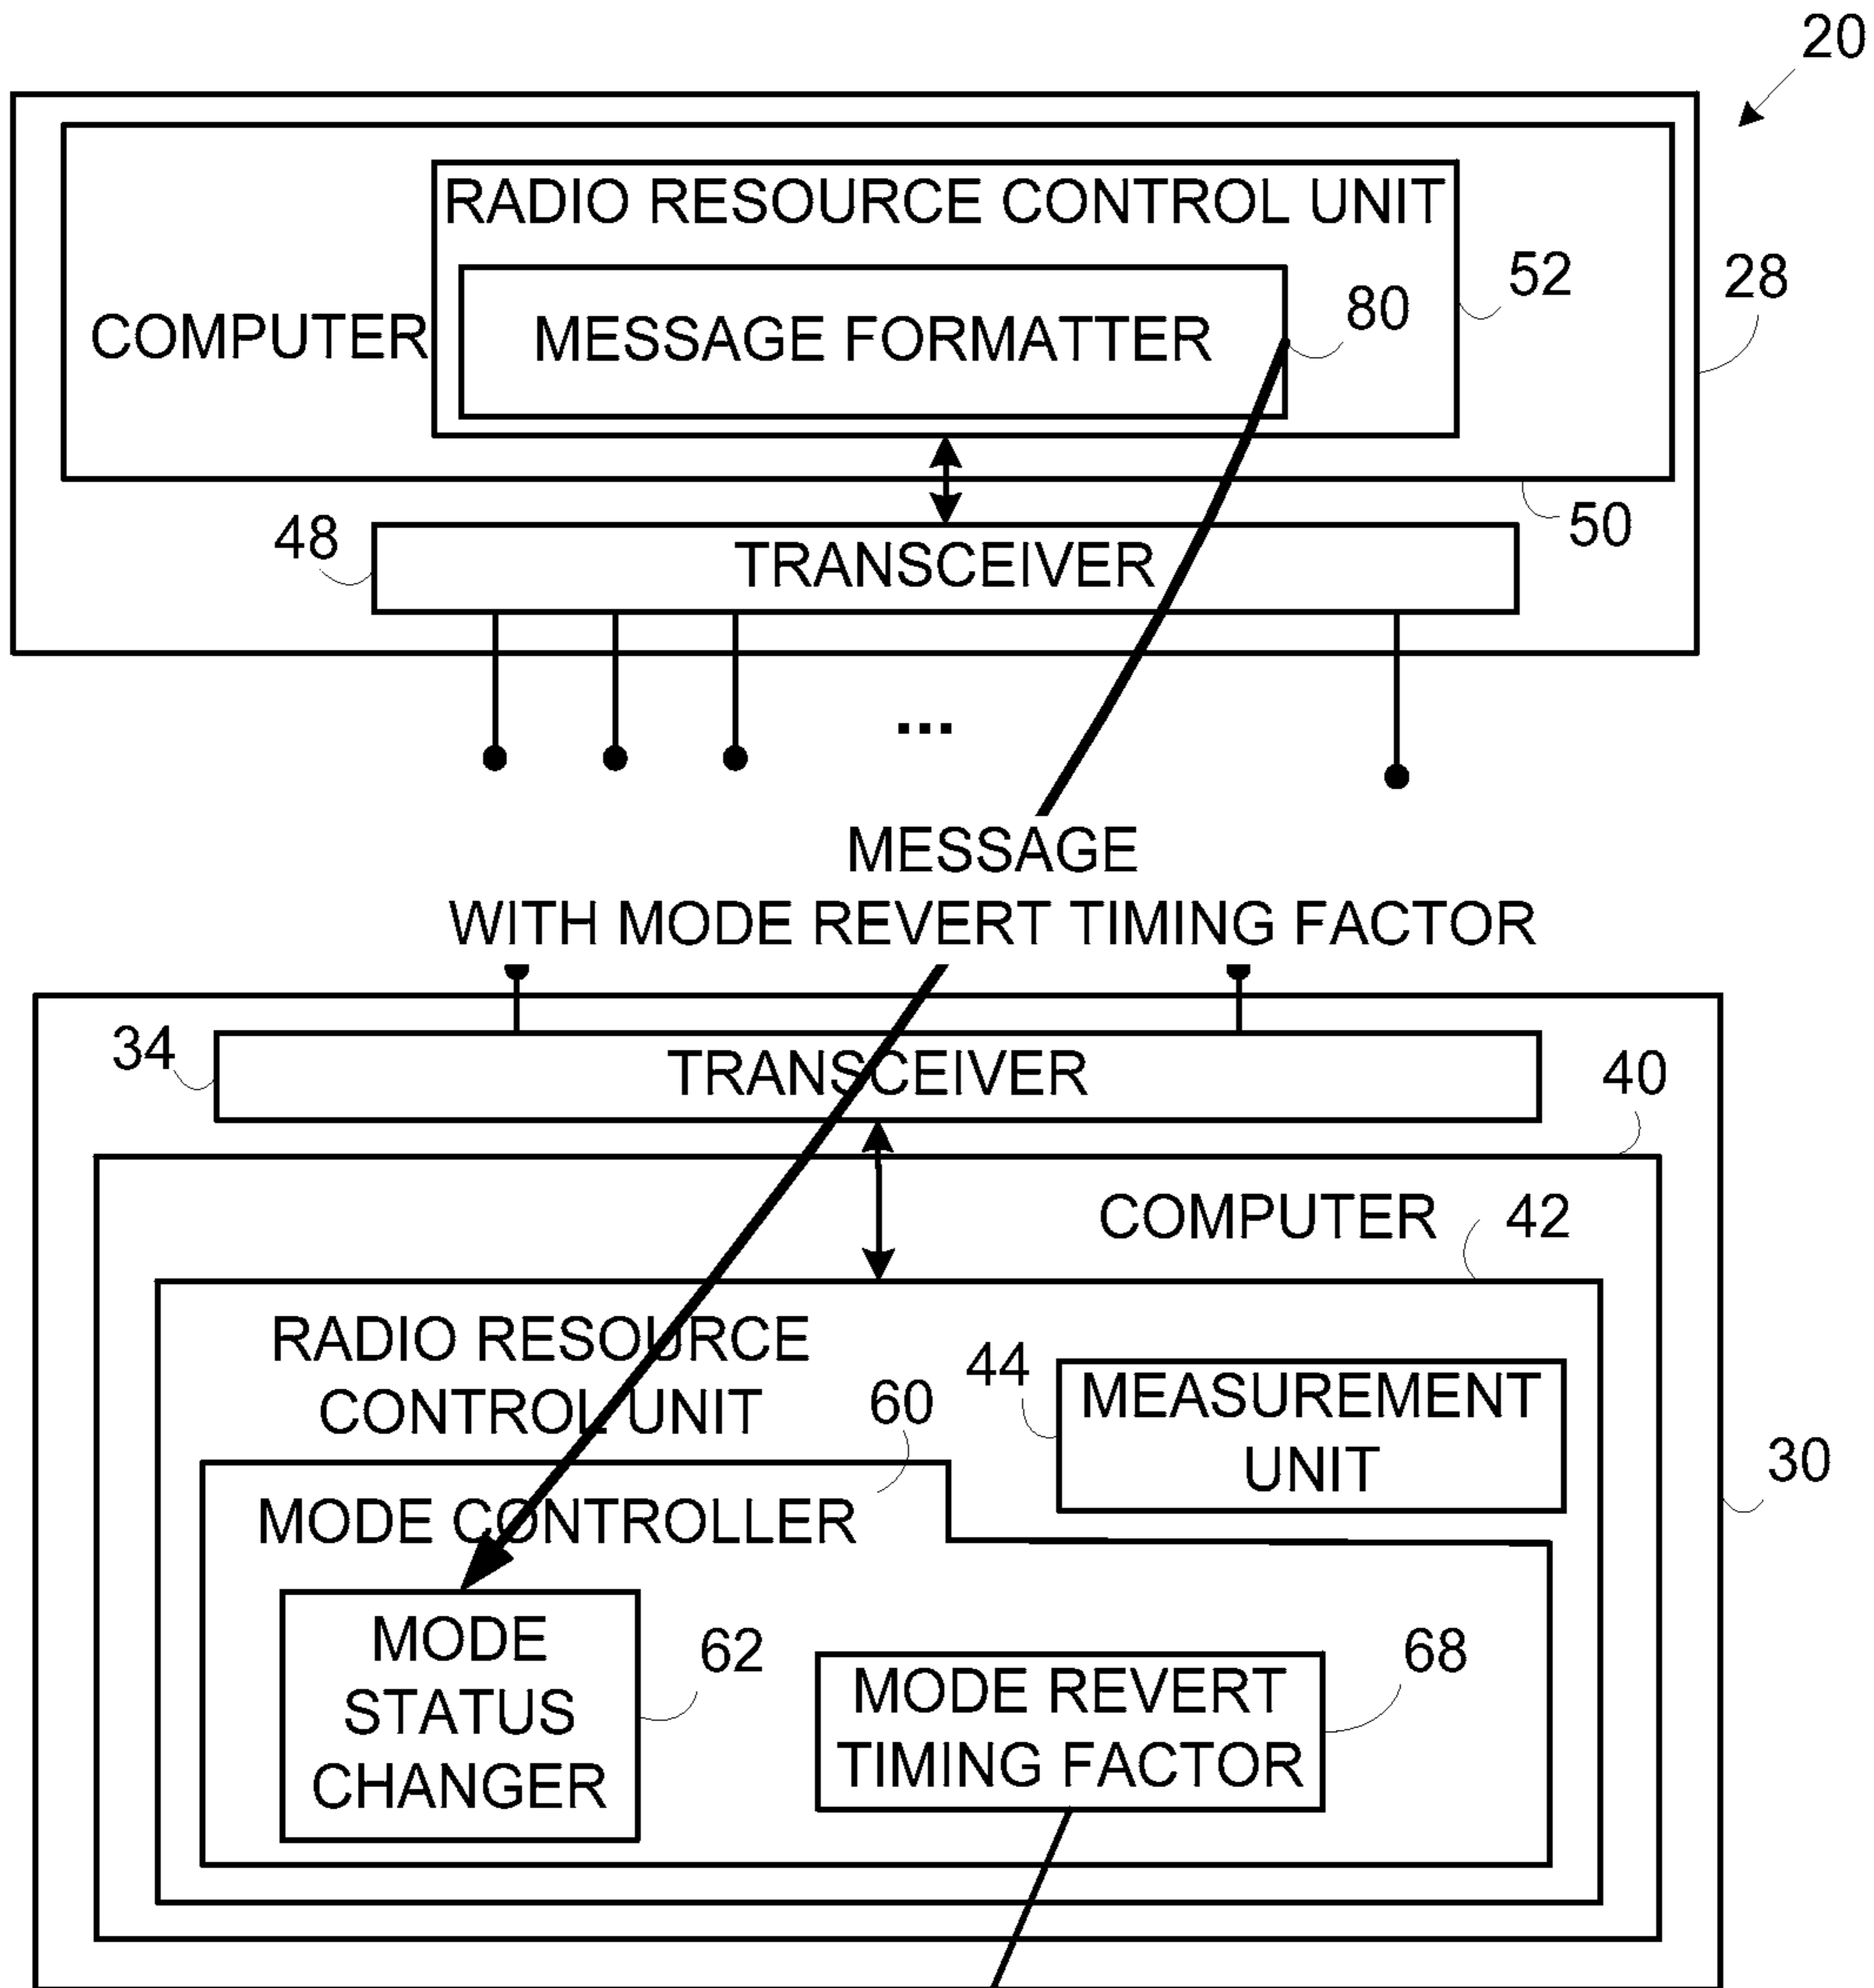 20
RADIO RESOURCE CONTROL UNIT
52
28
80
COMPUTER
MESSAGE FORMATTER
50
48
TRANSCEIVER
...
MESSAGE
WITH MODE REVERT TIMING FACTOR
34
TRANSCEIVER
40
COMPUTER
42
RADIO RESOURCE
CONTROL UNIT
60
44
MEASUREMENT
UNIT
30
MODE CONTROLLER
MODE
STATUS
CHANGER
62
MODE REVERT
TIMING FACTOR
68